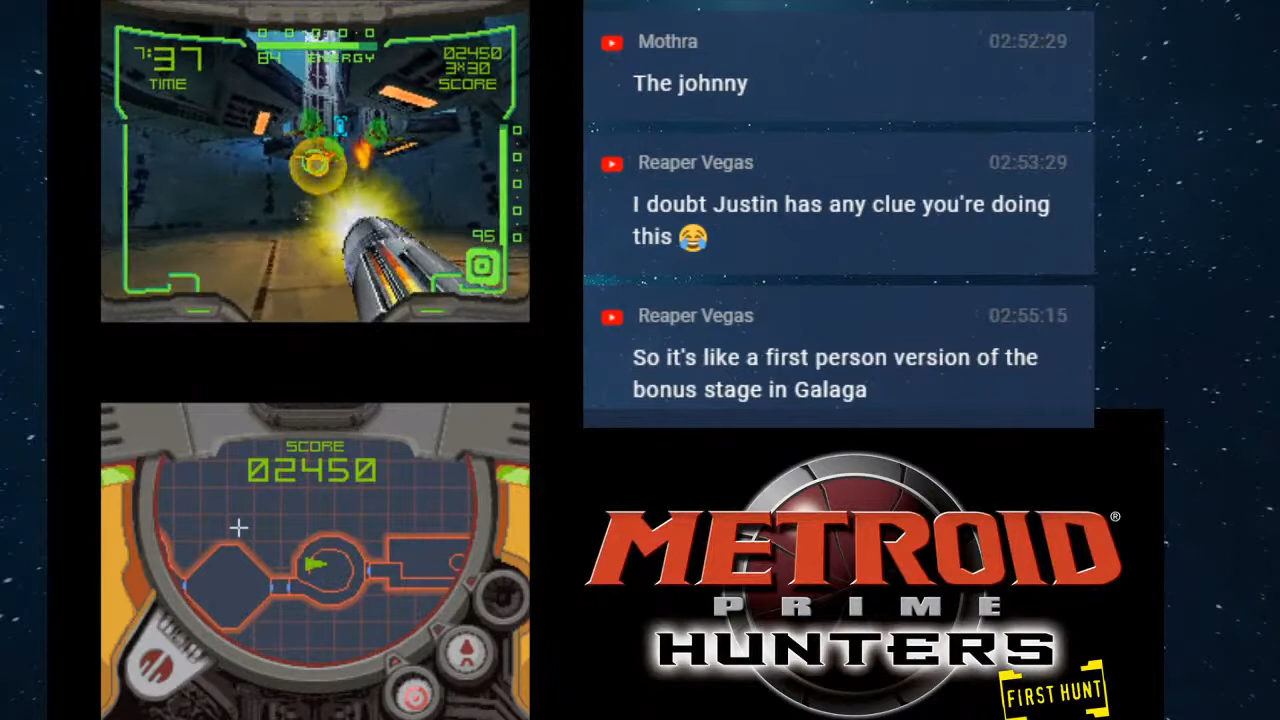 7:37
TIME
84 ENERGY
02450
3x30
SCORE
95
SCORE
02450
Mothra 02:52:29
The johnny
Reaper Vegas 02:53:29
I doubt Justin has any clue you're doing
this 😂
Reaper Vegas 02:55:15
So it's like a first person version of the
bonus stage in Galaga
METROID®
PRIME
HUNTERS
FIRST HUNT